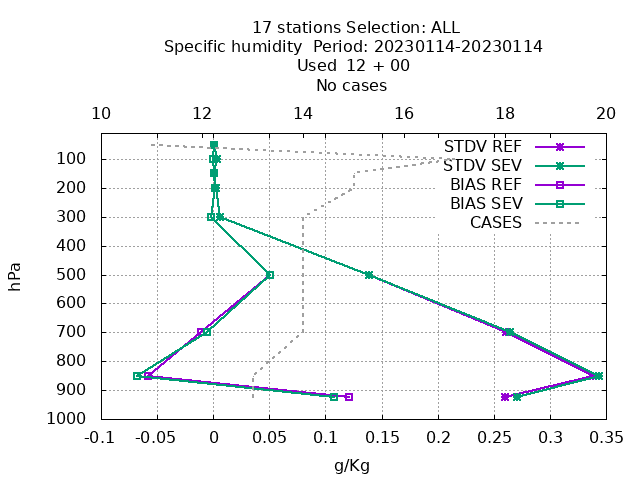 17 stations Selection: ALL
Specific humidity  Period: 20230114-20230114
Used  12 + 00
No cases
10 12 14 16 18 20
STDV REF
STDV SEV
BIAS REF
BIAS SEV
CASES
hPa
100
200
300
400
500
600
700
800
900
1000
-0.1 -0.05 0 0.05 0.1 0.15 0.2 0.25 0.3 0.35
g/Kg